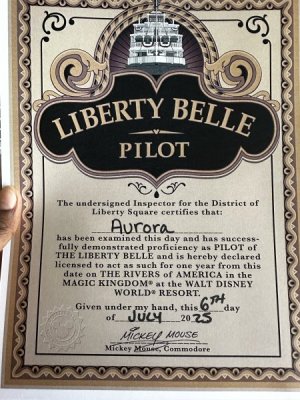 LIBERTY BELLE
PILOT
The undersigned Inspector for the District of
Liberty Square certifies that:
Aurora
has been examined this day and has success-
fully demonstrated proficiency as PILOT of
THE LIBERTY BELLE and is hereby declared
licensed to act as such for one year from this
date on THE RIVERS of AMERICA in the
MAGIC KINGDOM® at the WALT DISNEY
WORLD® RESORT.
Given under my hand, this 6TH day
of JULY 2025
MICKEY MOUSE
Mickey Mouse, Commodore